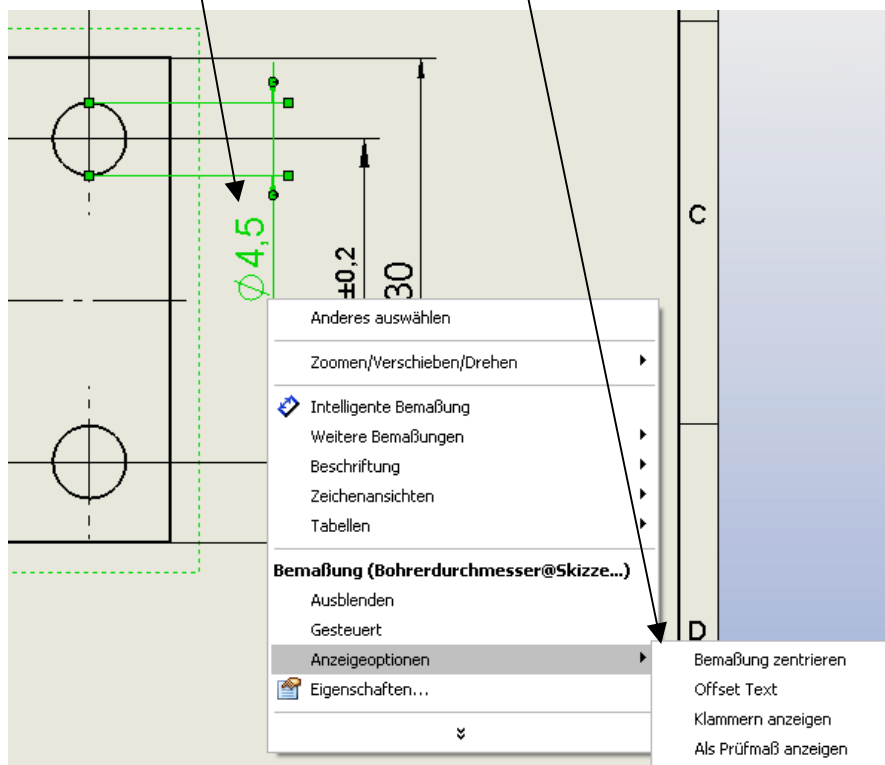 C
⌀4,5
±0,2
30
Anderes auswählen
Zoomen/Verschieben/Drehen
Intelligente Bemaßung
Weitere Bemaßungen
Beschriftung
Zeichenansichten
Tabellen
Bemaßung (Bohrerdurchmesser@Skizze...)
Ausblenden
Gesteuert
D
Anzeigeoptionen
Eigenschaften...
Bemaßung zentrieren
Offset Text
Klammern anzeigen
Als Prüfmaß anzeigen